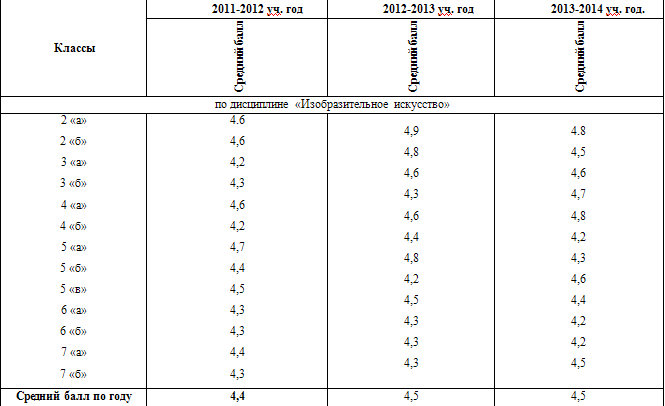 2011-2012 уч. год 2012-2013 уч. год 2013-2014 уч. год.
Классы Средний балл Средний балл Средний балл
по дисциплине «Изобразительное искусство»
2 «а» 4.6
4,9 4.8
2 «б» 4,6
4,8 4,5
3 «а» 4,2
4,6 4,6
3 «б» 4,3
4,3 4,7
4 «а» 4,6
4,6 4,8
4 «б» 4,2
4,4 4,2
5 «а» 4,7
4,8 4,3
5 «б» 4,4
4,2 4,6
5 «в» 4,5
4,5 4,4
6 «а» 4,3
4,3 4,2
6 «б» 4,3
4,3 4,2
7 «а» 4,4
4,3 4,5
7 «б» 4,3
Средний балл по году 4,4 4,5 4,5